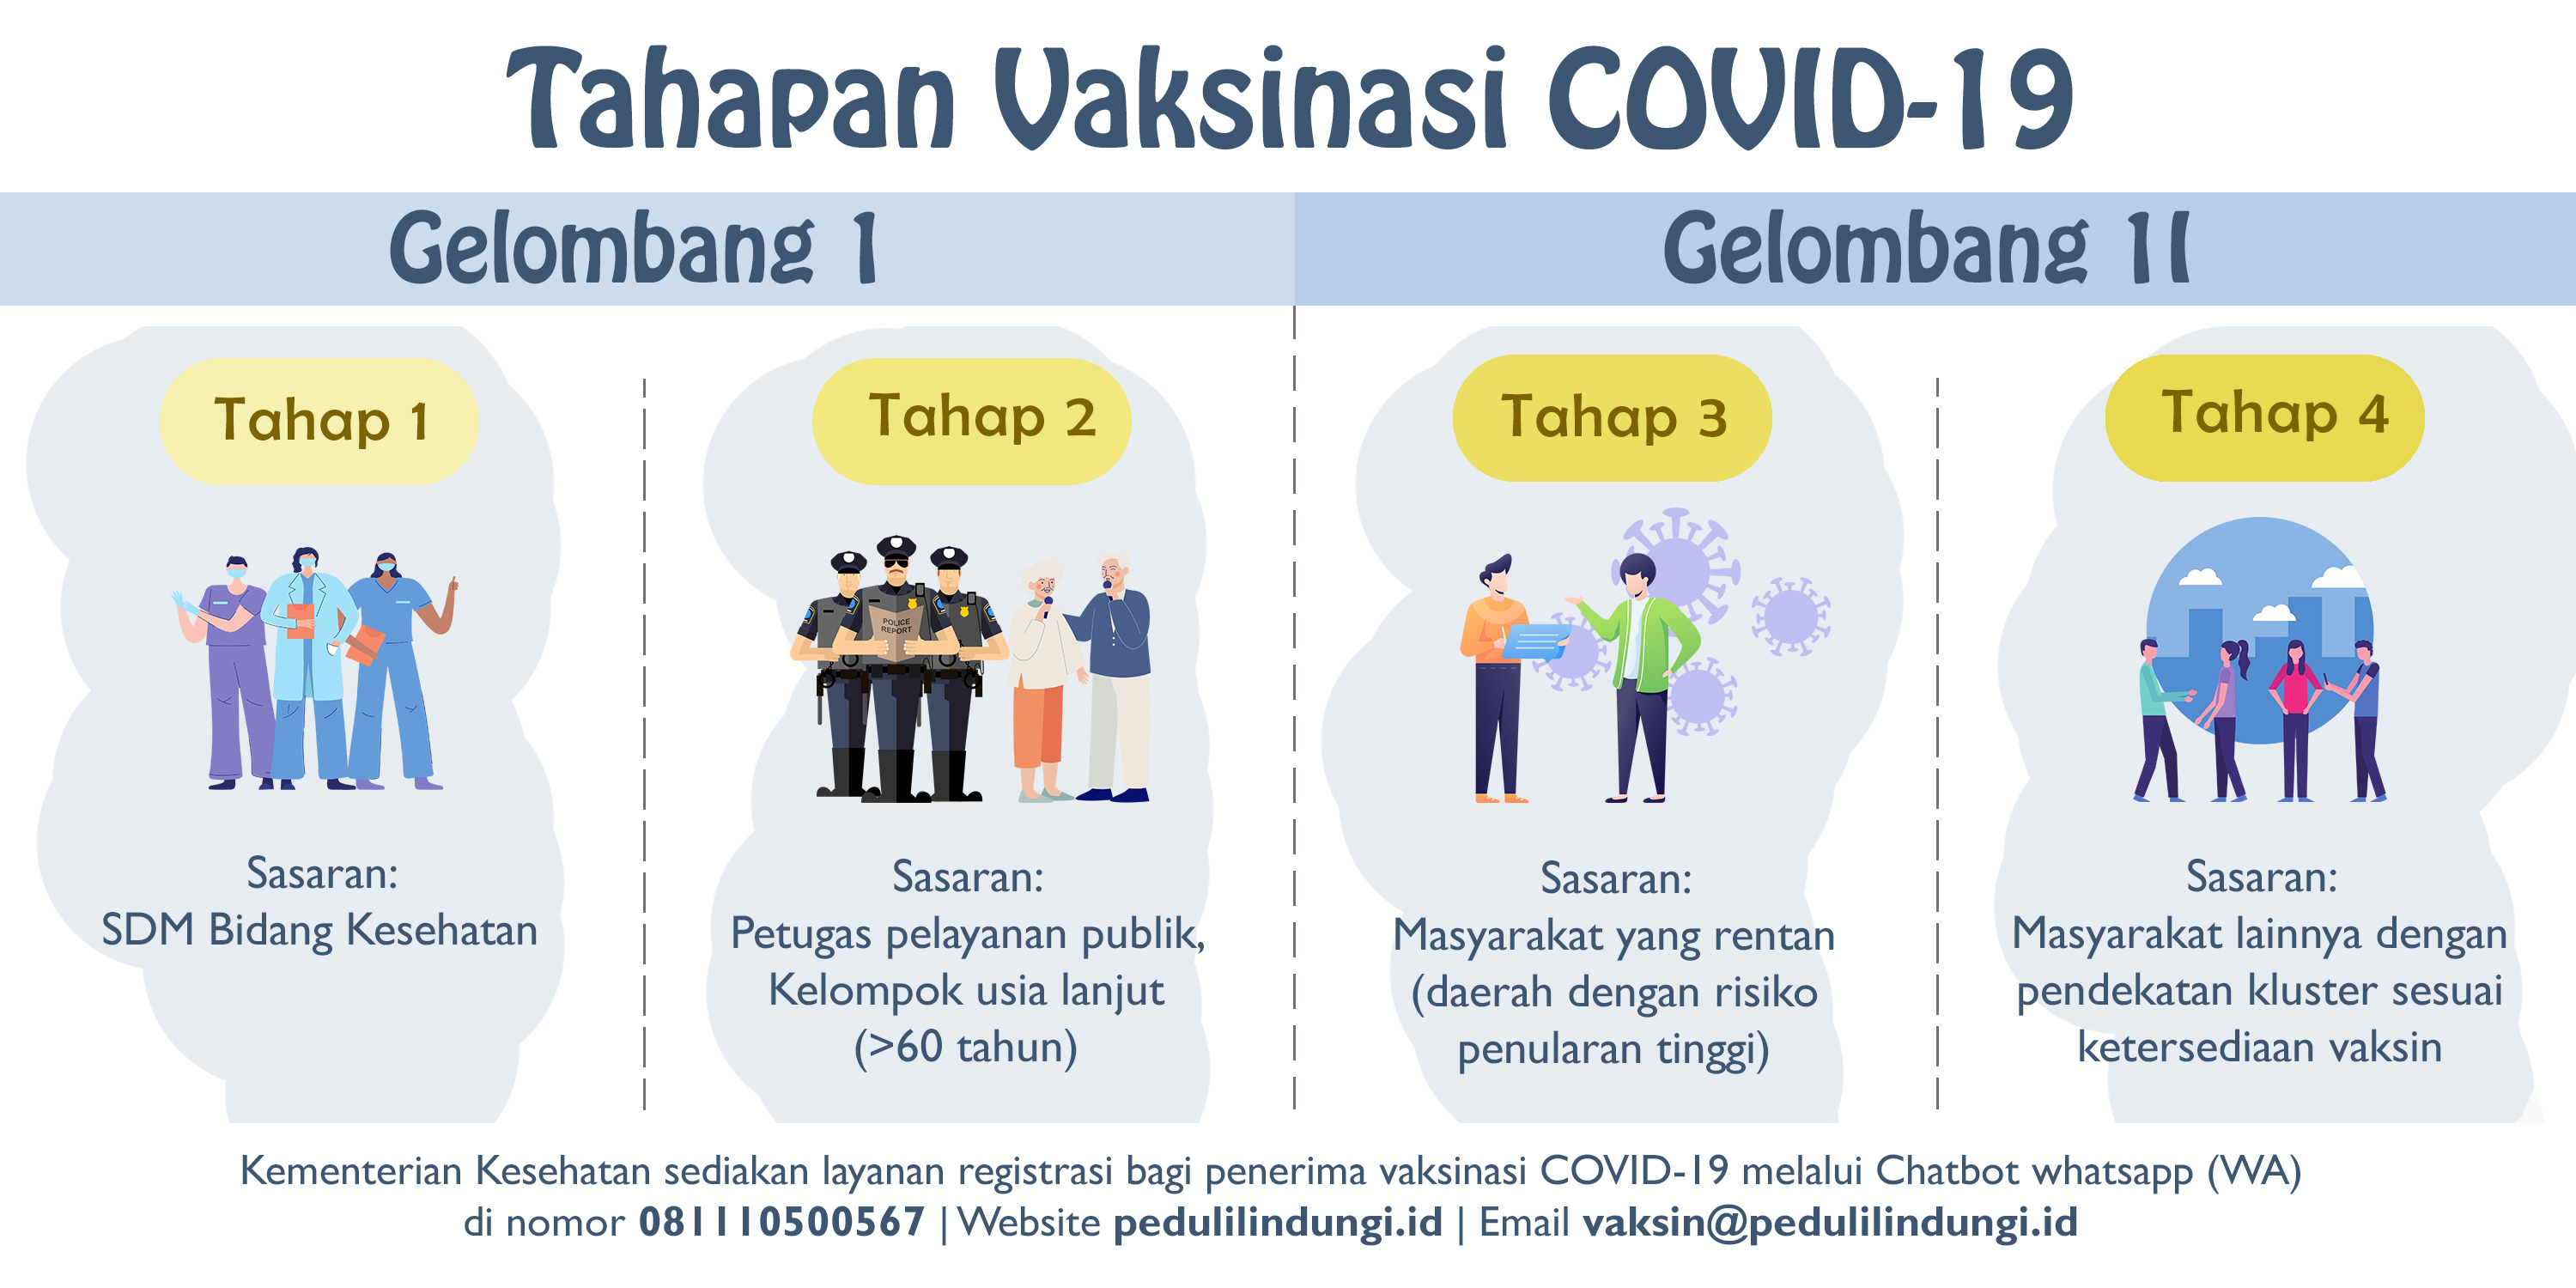 Tahapan Vaksinasi COVID-19
Gelombang 1
Gelombang 1I
Tahap 1
POLICE
REPORT
Sasaran:
SDM Bidang Kesehatan
Tahap 2
Sasaran:
Petugas pelayanan publik,
Kelompok usia lanjut
(>60 tahun)
Tahap 3
Sasaran:
Masyarakat yang rentan
(daerah dengan risiko
penularan tinggi)
Tahap 4
Sasaran:
Masyarakat lainnya dengan
pendekatan kluster sesuai
ketersediaan vaksin
Kementerian Kesehatan sediakan layanan registrasi bagi penerima vaksinasi COVID-19 melalui Chatbot whatsapp (WA)
di nomor 081110500567 | Website pedulilindungi.id | Email vaksin@pedulilindungi.id